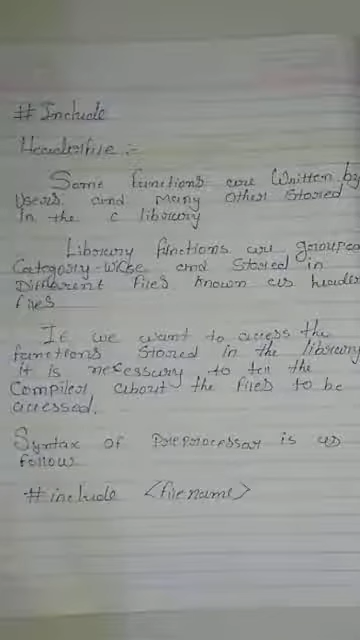 # Include
Headerfile :-
Some functions are Written by
Users and many other Stored
in the C library
Library functions are grouped
Category-wise and Stored in
Different files known as header
files
If we want to access the
functions Stored in the library
it is necessary to tell the
Compiler about the files to be
accessed.
Syntax of Preprocessor is as
follow
#include <filename>